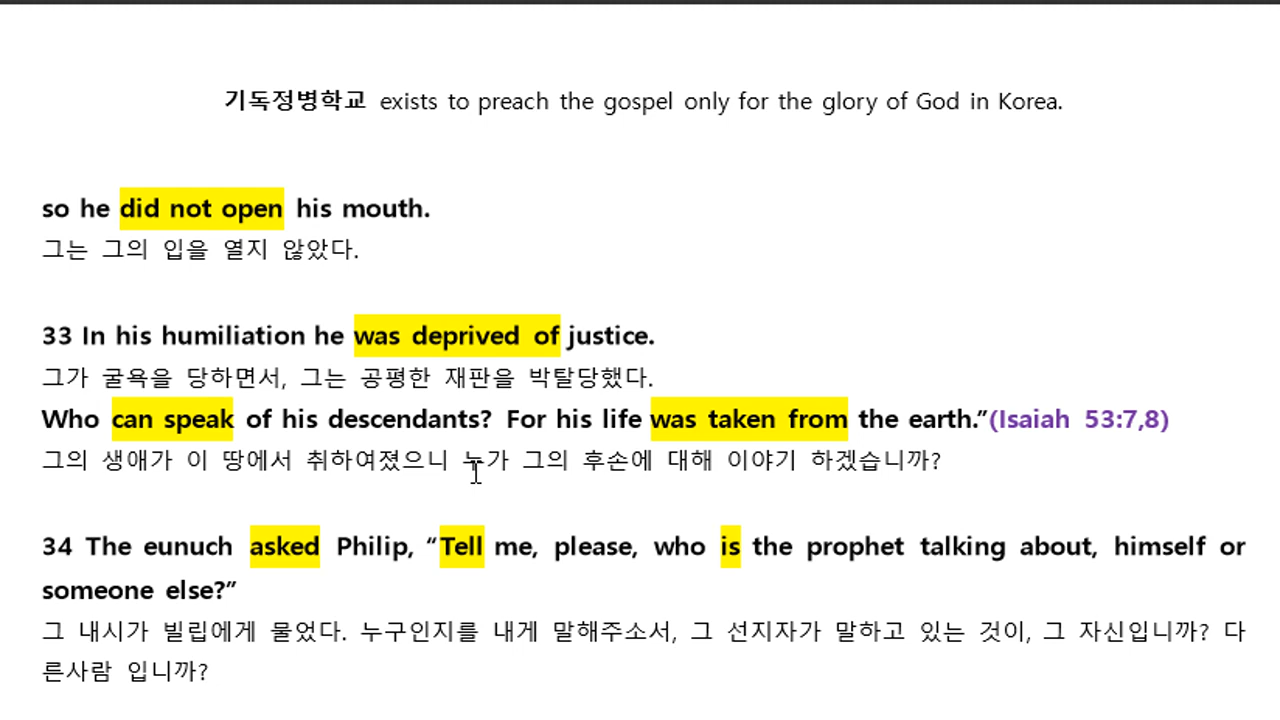 기독정병학교 exists to preach the gospel only for the glory of God in Korea.
so he did not open his mouth.
그는 그의 입을 열지 않았다.
33 In his humiliation he was deprived of justice.
그가 굴욕을 당하면서, 그는 공평한 재판을 박탈당했다.
Who can speak of his descendants? For his life was taken from the earth.”(Isaiah 53:7,8)
그의 생애가 이 땅에서 취하여졌으니 누가 그의 후손에 대해 이야기 하겠습니까?
34 The eunuch asked Philip, “Tell me, please, who is the prophet talking about, himself or
someone else?”
그 내시가 빌립에게 물었다. 누구인지를 내게 말해주소서, 그 선지자가 말하고 있는 것이, 그 자신입니까? 다
른사람 입니까?